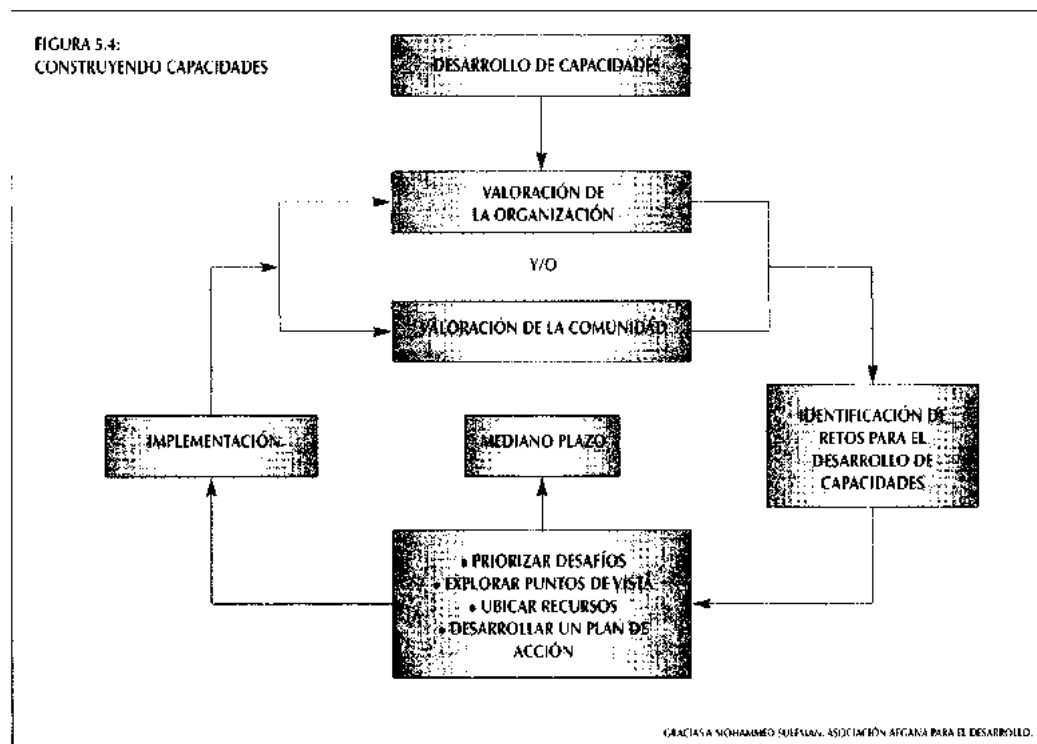 FIGURA 5.4:
CONSTRUYENDO CAPACIDADES
DESARROLLO DE CAPACIDADES
VALORACIÓN DE
LA ORGANIZACIÓN
Y/O
VALORACIÓN DE LA COMUNIDAD
IDENTIFICACIÓN DE
RETOS PARA EL
DESARROLLO DE
CAPACIDADES
IMPLEMENTACIÓN
MEDIANO PLAZO
• PRIORIZAR DESAFÍOS
• EXPLORAR PUNTOS DE VISTA
• UBICAR RECURSOS
• DESARROLLAR UN PLAN DE
ACCIÓN
GRACIAS A MOHAMMED SULEMAN, ASOCIACIÓN AFGANA PARA EL DESARROLLO.